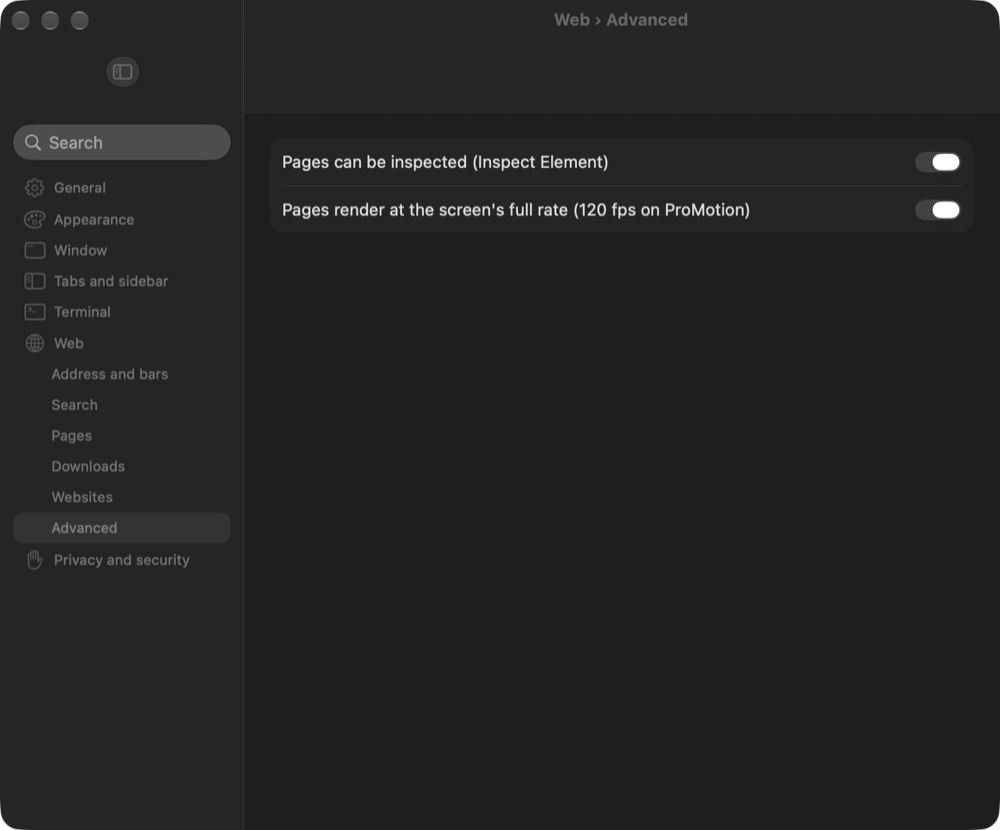 Web › Advanced
Search
General
Appearance
Window
Tabs and sidebar
Terminal
Web
Address and bars
Search
Pages
Downloads
Websites
Advanced
Privacy and security
Pages can be inspected (Inspect Element)
Pages render at the screen's full rate (120 fps on ProMotion)